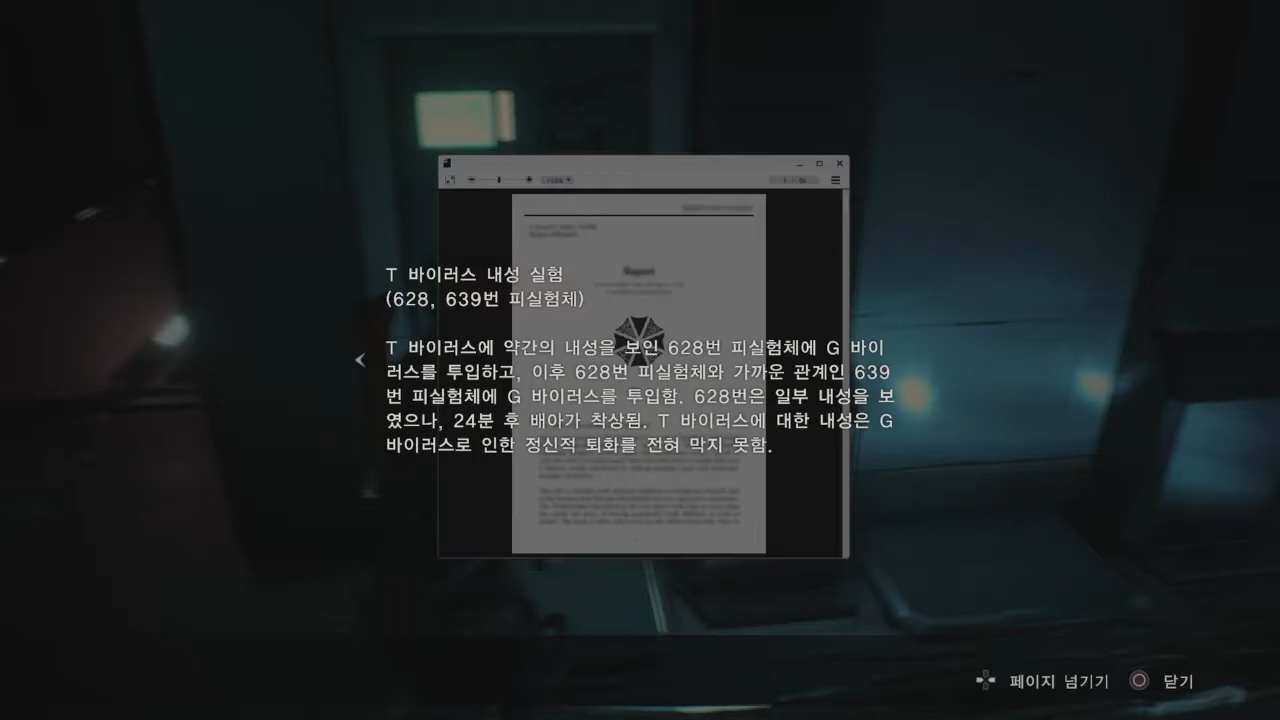 Report
T 바이러스 내성 실험
(628, 639번 피실험체)
T 바이러스에 약간의 내성을 보인 628번 피실험체에 G 바이
러스를 투입하고, 이후 628번 피실험체와 가까운 관계인 639
번 피실험체에 G 바이러스를 투입함. 628번은 일부 내성을 보
였으나, 24분 후 배아가 착상됨. T 바이러스에 대한 내성은 G
바이러스로 인한 정신적 퇴화를 전혀 막지 못함.
페이지 넘기기
닫기